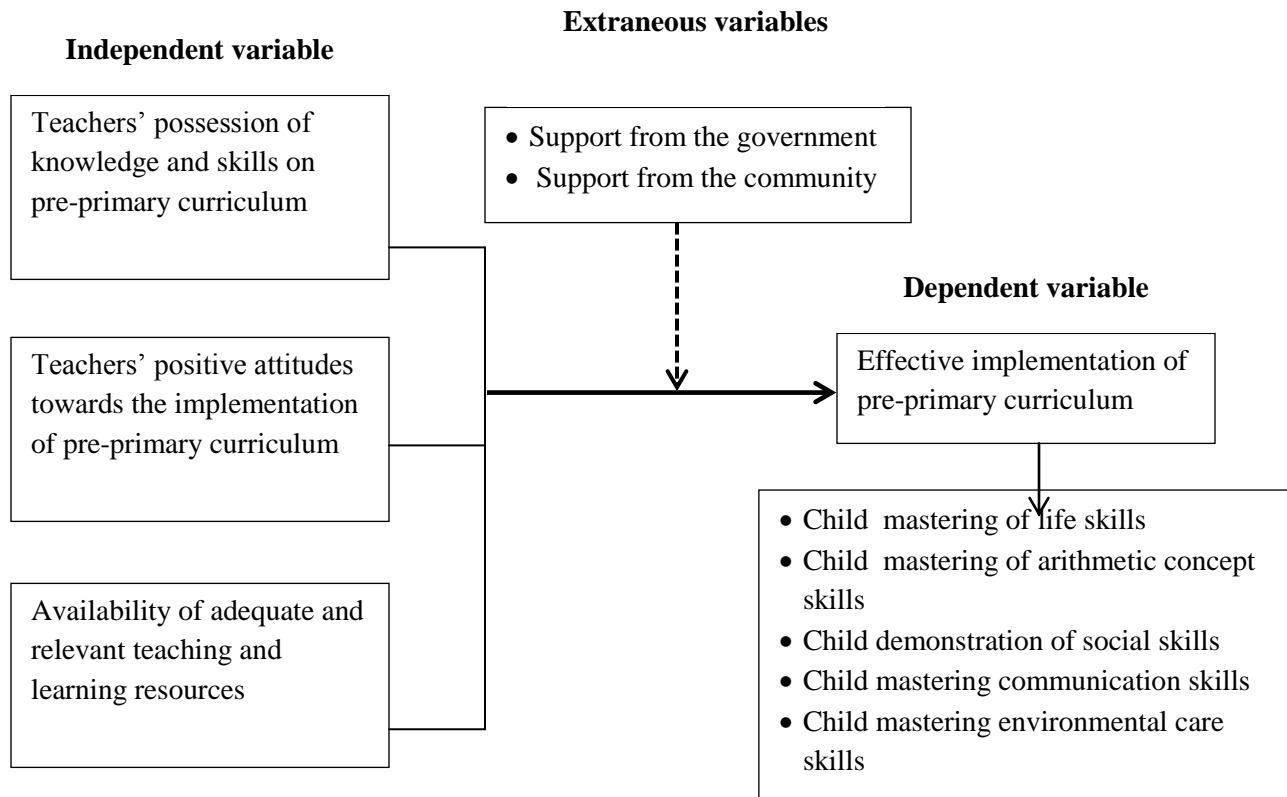 Extraneous variables
Independent variable
Teachers’ possession of
knowledge and skills on
pre-primary curriculum
• Support from the government
• Support from the community
Teachers’ positive attitudes
towards the implementation
of pre-primary curriculum
Availability of adequate and
relevant teaching and
learning resources
Dependent variable
Effective implementation of
pre-primary curriculum
• Child mastering of life skills
• Child mastering of arithmetic concept
skills
• Child demonstration of social skills
• Child mastering communication skills
• Child mastering environmental care
skills